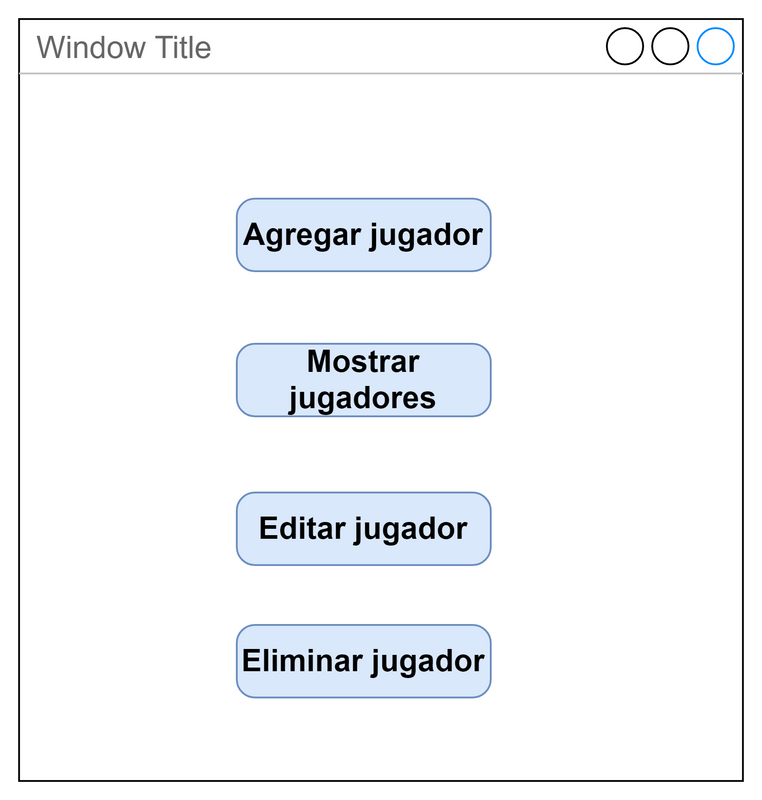 Window Title
Agregar jugador
Mostrar
jugadores
Editar jugador
Eliminar jugador